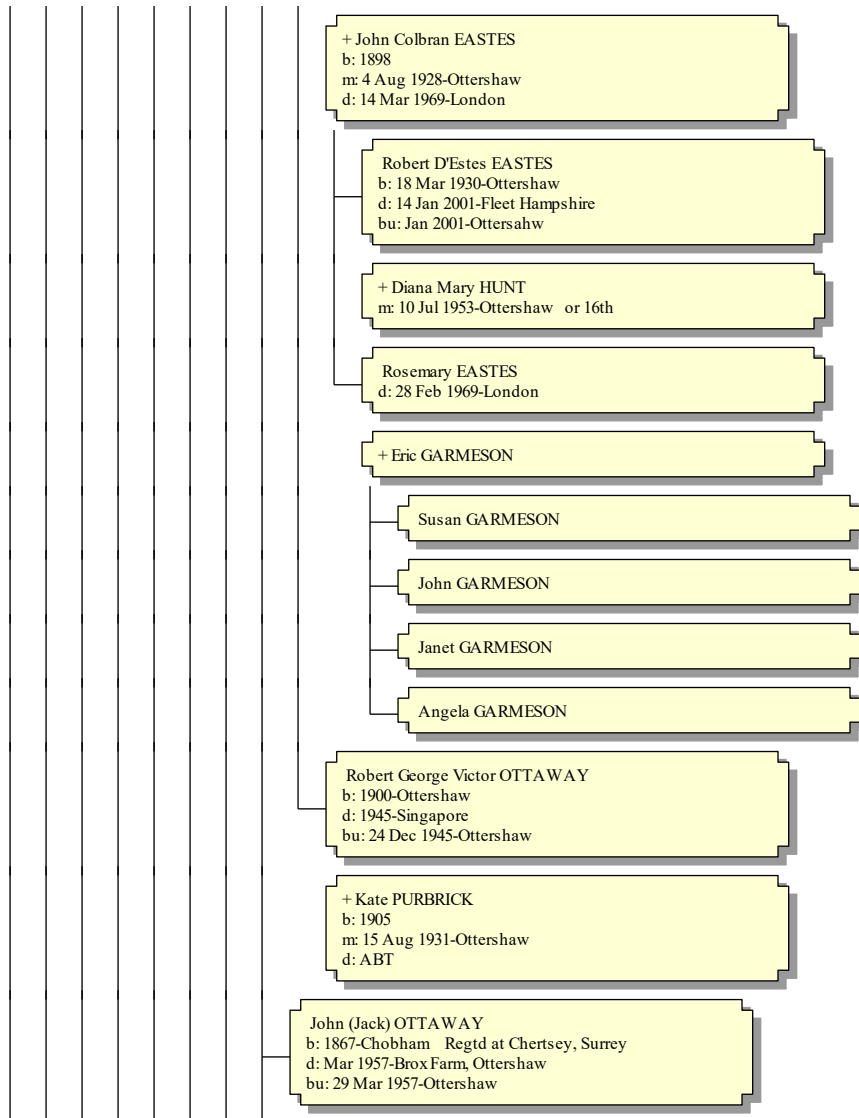 + John Colbran EASTES
b: 1898
m: 4 Aug 1928-Ottershaw
d: 14 Mar 1969-London
Robert D'Estes EASTES
b: 18 Mar 1930-Ottershaw
d: 14 Jan 2001-Fleet Hampshire
bu: Jan 2001-Ottersahw
+ Diana Mary HUNT
m: 10 Jul 1953-Ottershaw or 16th
Rosemary EASTES
d: 28 Feb 1969-London
+ Eric GARMESON
Susan GARMESON
John GARMESON
Janet GARMESON
Angela GARMESON
Robert George Victor OTTAWAY
b: 1900-Ottershaw
d: 1945-Singapore
bu: 24 Dec 1945-Ottershaw
+ Kate PURBRICK
b: 1905
m: 15 Aug 1931-Ottershaw
d: ABT
John (Jack) OTTAWAY
b: 1867-Chobham Regtd at Chertsey, Surrey
d: Mar 1957-Brox Farm, Ottershaw
bu: 29 Mar 1957-Ottershaw